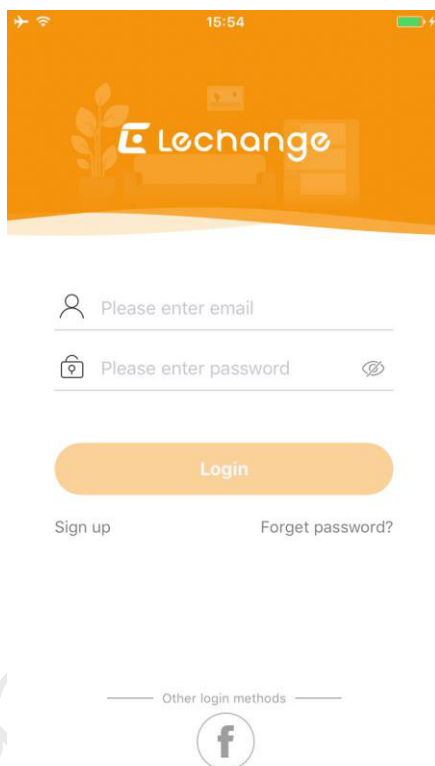 15:54
Lechange
Please enter email
Please enter password
Login
Sign up Forget password?
Other login methods
f